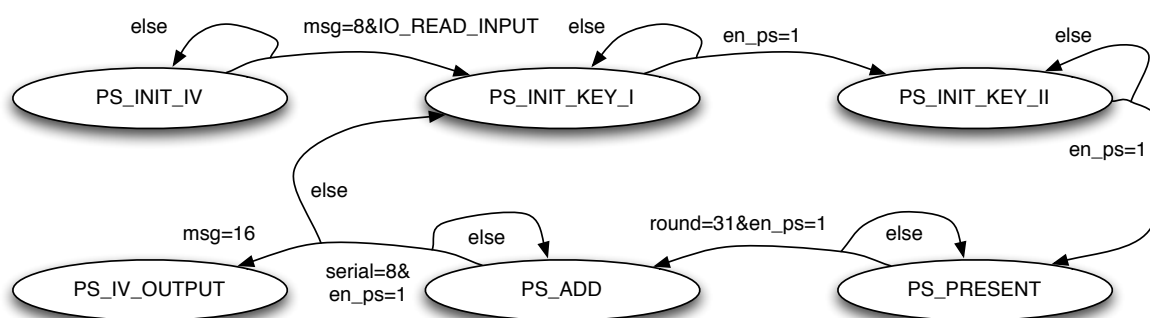 else
msg=8&IO_READ_INPUT
else
en_ps=1
else
PS_INIT_IV
PS_INIT_KEY_I
PS_INIT_KEY_II
en_ps=1
else
msg=16
else
round=31&en_ps=1
else
serial=8&
en_ps=1
PS_IV_OUTPUT
PS_ADD
PS_PRESENT